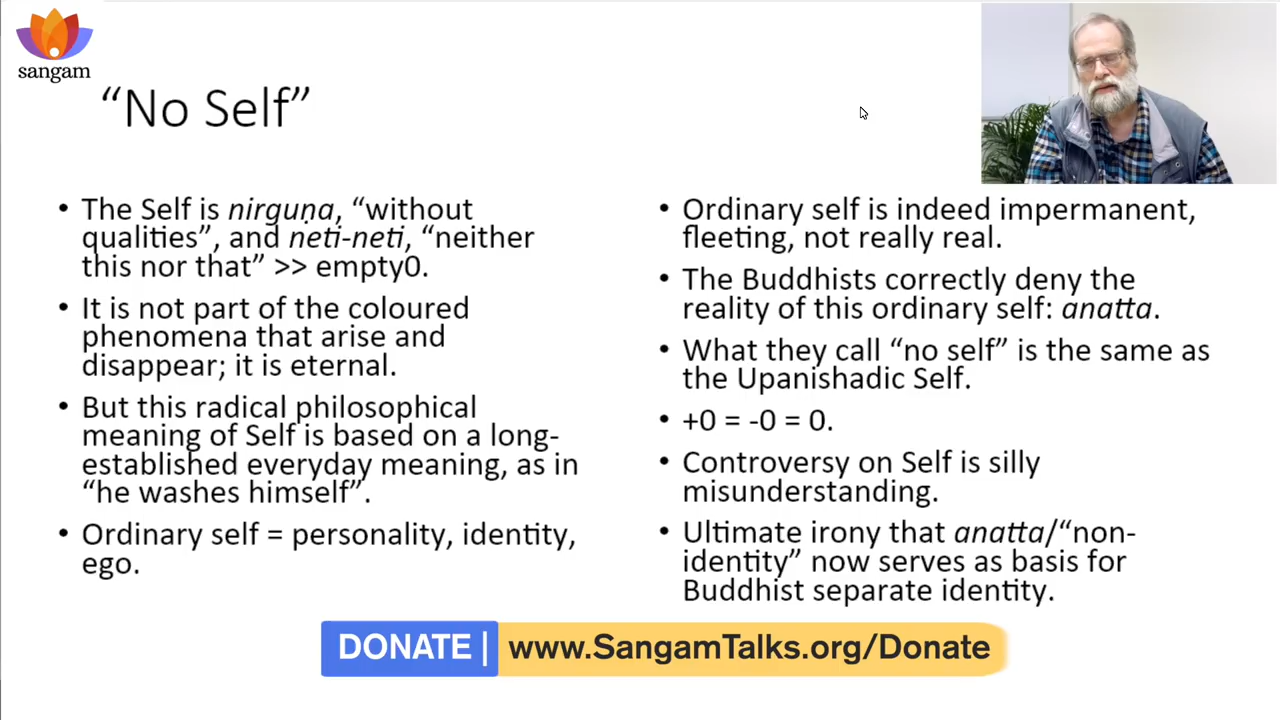 sangam
“No Self”
• The Self is nirguṇa, “without
qualities”, and neti-neti, “neither
this nor that” >> empty0.
• It is not part of the coloured
phenomena that arise and
disappear; it is eternal.
• But this radical philosophical
meaning of Self is based on a long-
established everyday meaning, as in
“he washes himself”.
• Ordinary self = personality, identity,
ego.
• Ordinary self is indeed impermanent,
fleeting, not really real.
• The Buddhists correctly deny the
reality of this ordinary self: anatta.
• What they call “no self” is the same as
the Upanishadic Self.
• +0 = -0 = 0.
• Controversy on Self is silly
misunderstanding.
• Ultimate irony that anatta/“non-
identity” now serves as basis for
Buddhist separate identity.
DONATE | www.SangamTalks.org/Donate